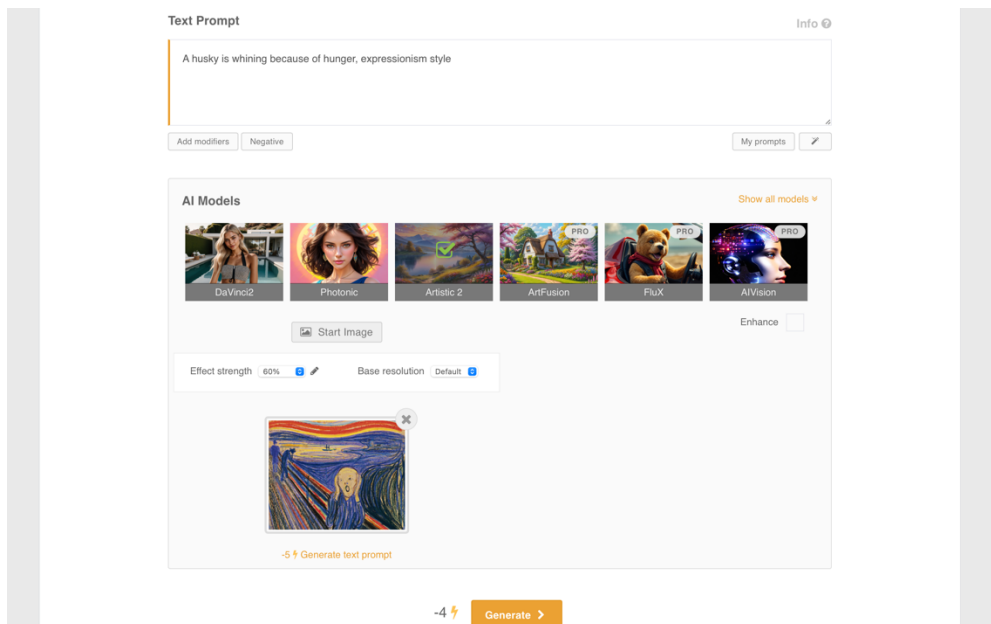 Text Prompt
Info
A husky is whining because of hunger, expressionism style
Add modifiers
Negative
My prompts
AI Models
Show all models
PRO
PRO
PRO
DaVinci2
Photonic
Artistic 2
ArtFusion
FluX
AIVision
Start Image
Enhance
Effect strength 60%
Base resolution Default
-5 Generate text prompt
-4
Generate